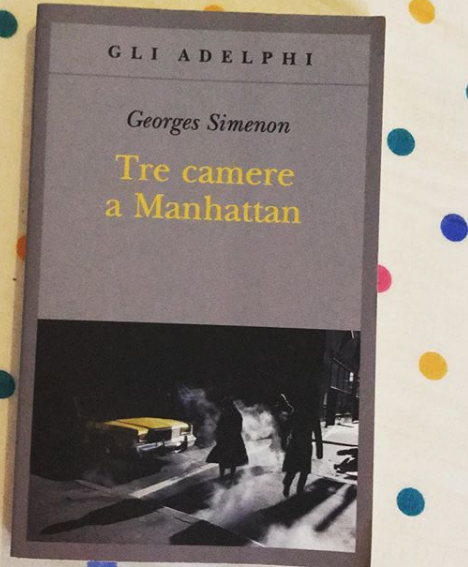 GLI ADELPHI
Georges Simenon
Tre camere
a Manhattan